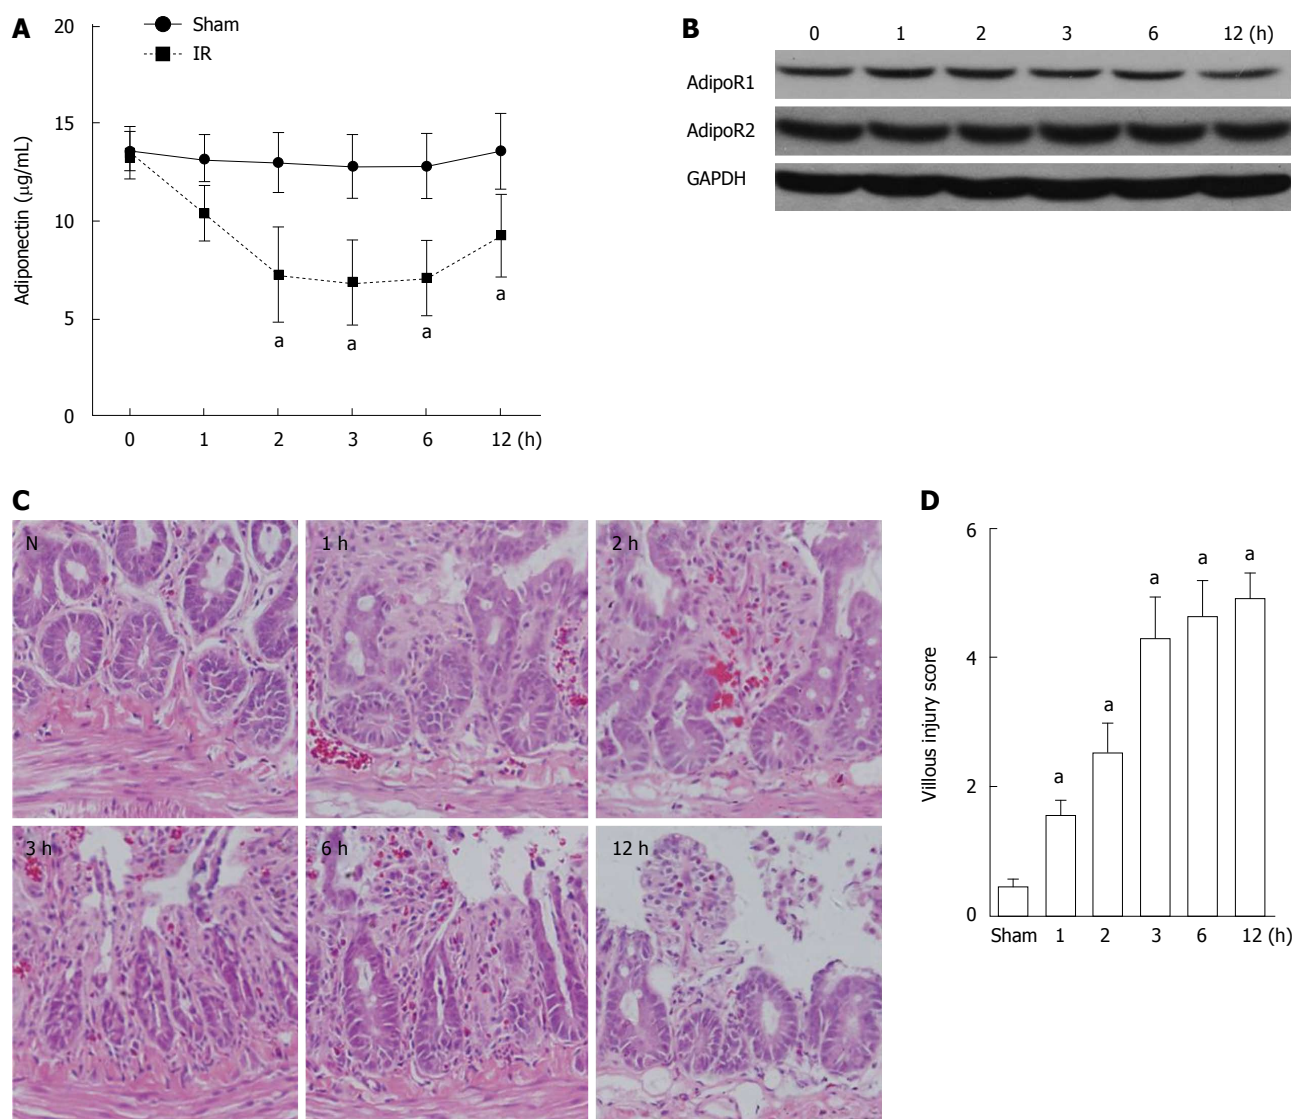 A
20
15
10
5
0
Adiponectin (μg/mL)
Sham
IR
a
a
a
a
0 1 2 3 6 12 (h)
B
0 1 2 3 6 12 (h)
AdipoR1
AdipoR2
GAPDH
C
N
1 h
2 h
3 h
6 h
12 h
D
6
4
2
0
Villous injury score
a
a
a
a
a
Sham 1 2 3 6 12 (h)